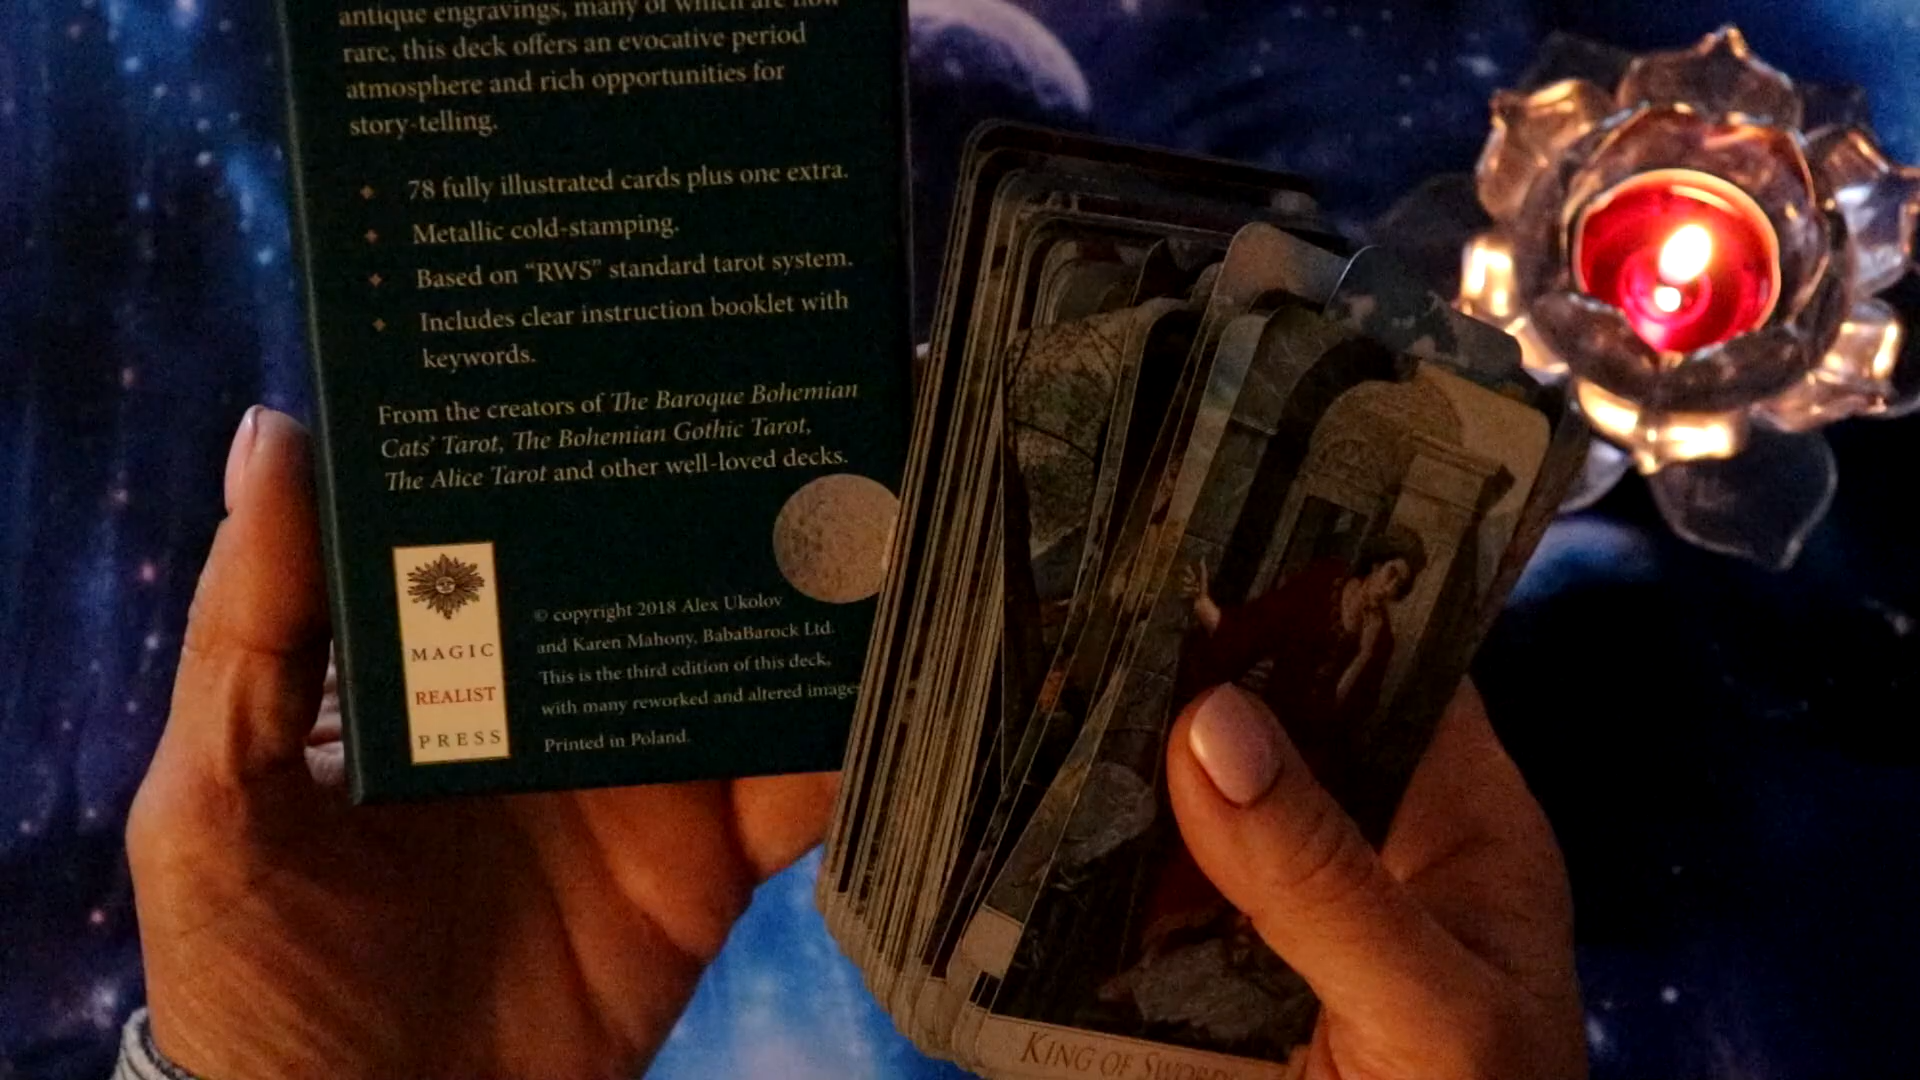 antique engravings, many of which are now
rare, this deck offers an evocative period
atmosphere and rich opportunities for
story-telling.
78 fully illustrated cards plus one extra.
Metallic cold-stamping.
Based on “RWS” standard tarot system.
Includes clear instruction booklet with
keywords.
From the creators of The Baroque Bohemian
Cats’ Tarot, The Bohemian Gothic Tarot,
The Alice Tarot and other well-loved decks.
MAGIC
REALIST
PRESS
© copyright 2018 Alex Ukolov
and Karen Mahony, BabaBarock Ltd.
This is the third edition of this deck,
with many reworked and altered image
Printed in Poland.
KING OF SWORDS